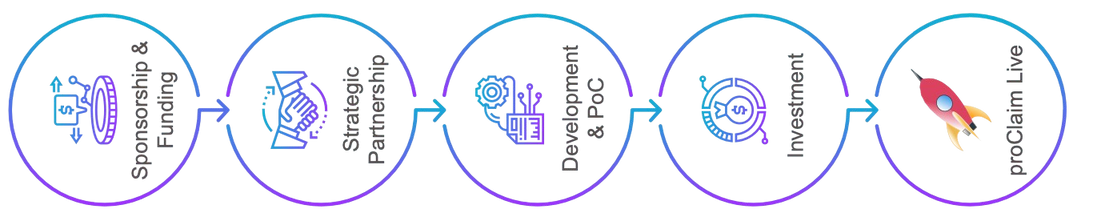 Sponsorship &
Funding
Strategic
Partnership
Development
& PoC
Investment
proClaim Live